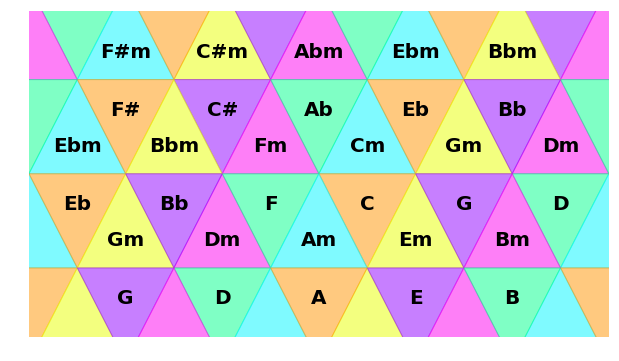 F#m C#m Abm Ebm Bbm
F# C# Ab Eb Bb
Ebm Bbm Fm Cm Gm Dm
Eb Bb F C G D
Gm Dm Am Em Bm
G D A E B